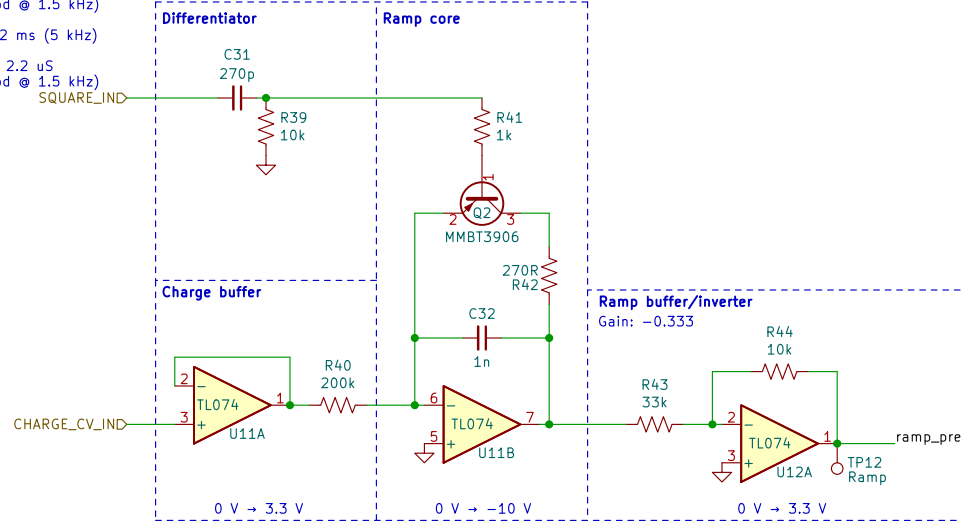 od @ 1.5 kHz)
2 ms (5 kHz)
2.2 uS
od @ 1.5 kHz)
Differentiator
Ramp core
C31
270p
SQUARE_IN
R39
10k
R41
1k
1
Q2
2
3
MMBT3906
270R
R42
Charge buffer
Ramp buffer/inverter
Gain: -0.333
C32
1n
R44
10k
R40
200k
R43
33k
2
-
TL074
1
3
+
U11A
CHARGE_CV_IN
6
-
TL074
7
5
+
U11B
2
-
TL074
1
3
+
U12A
ramp_pre
TP12
Ramp
0 V → 3.3 V
0 V → -10 V
0 V → 3.3 V